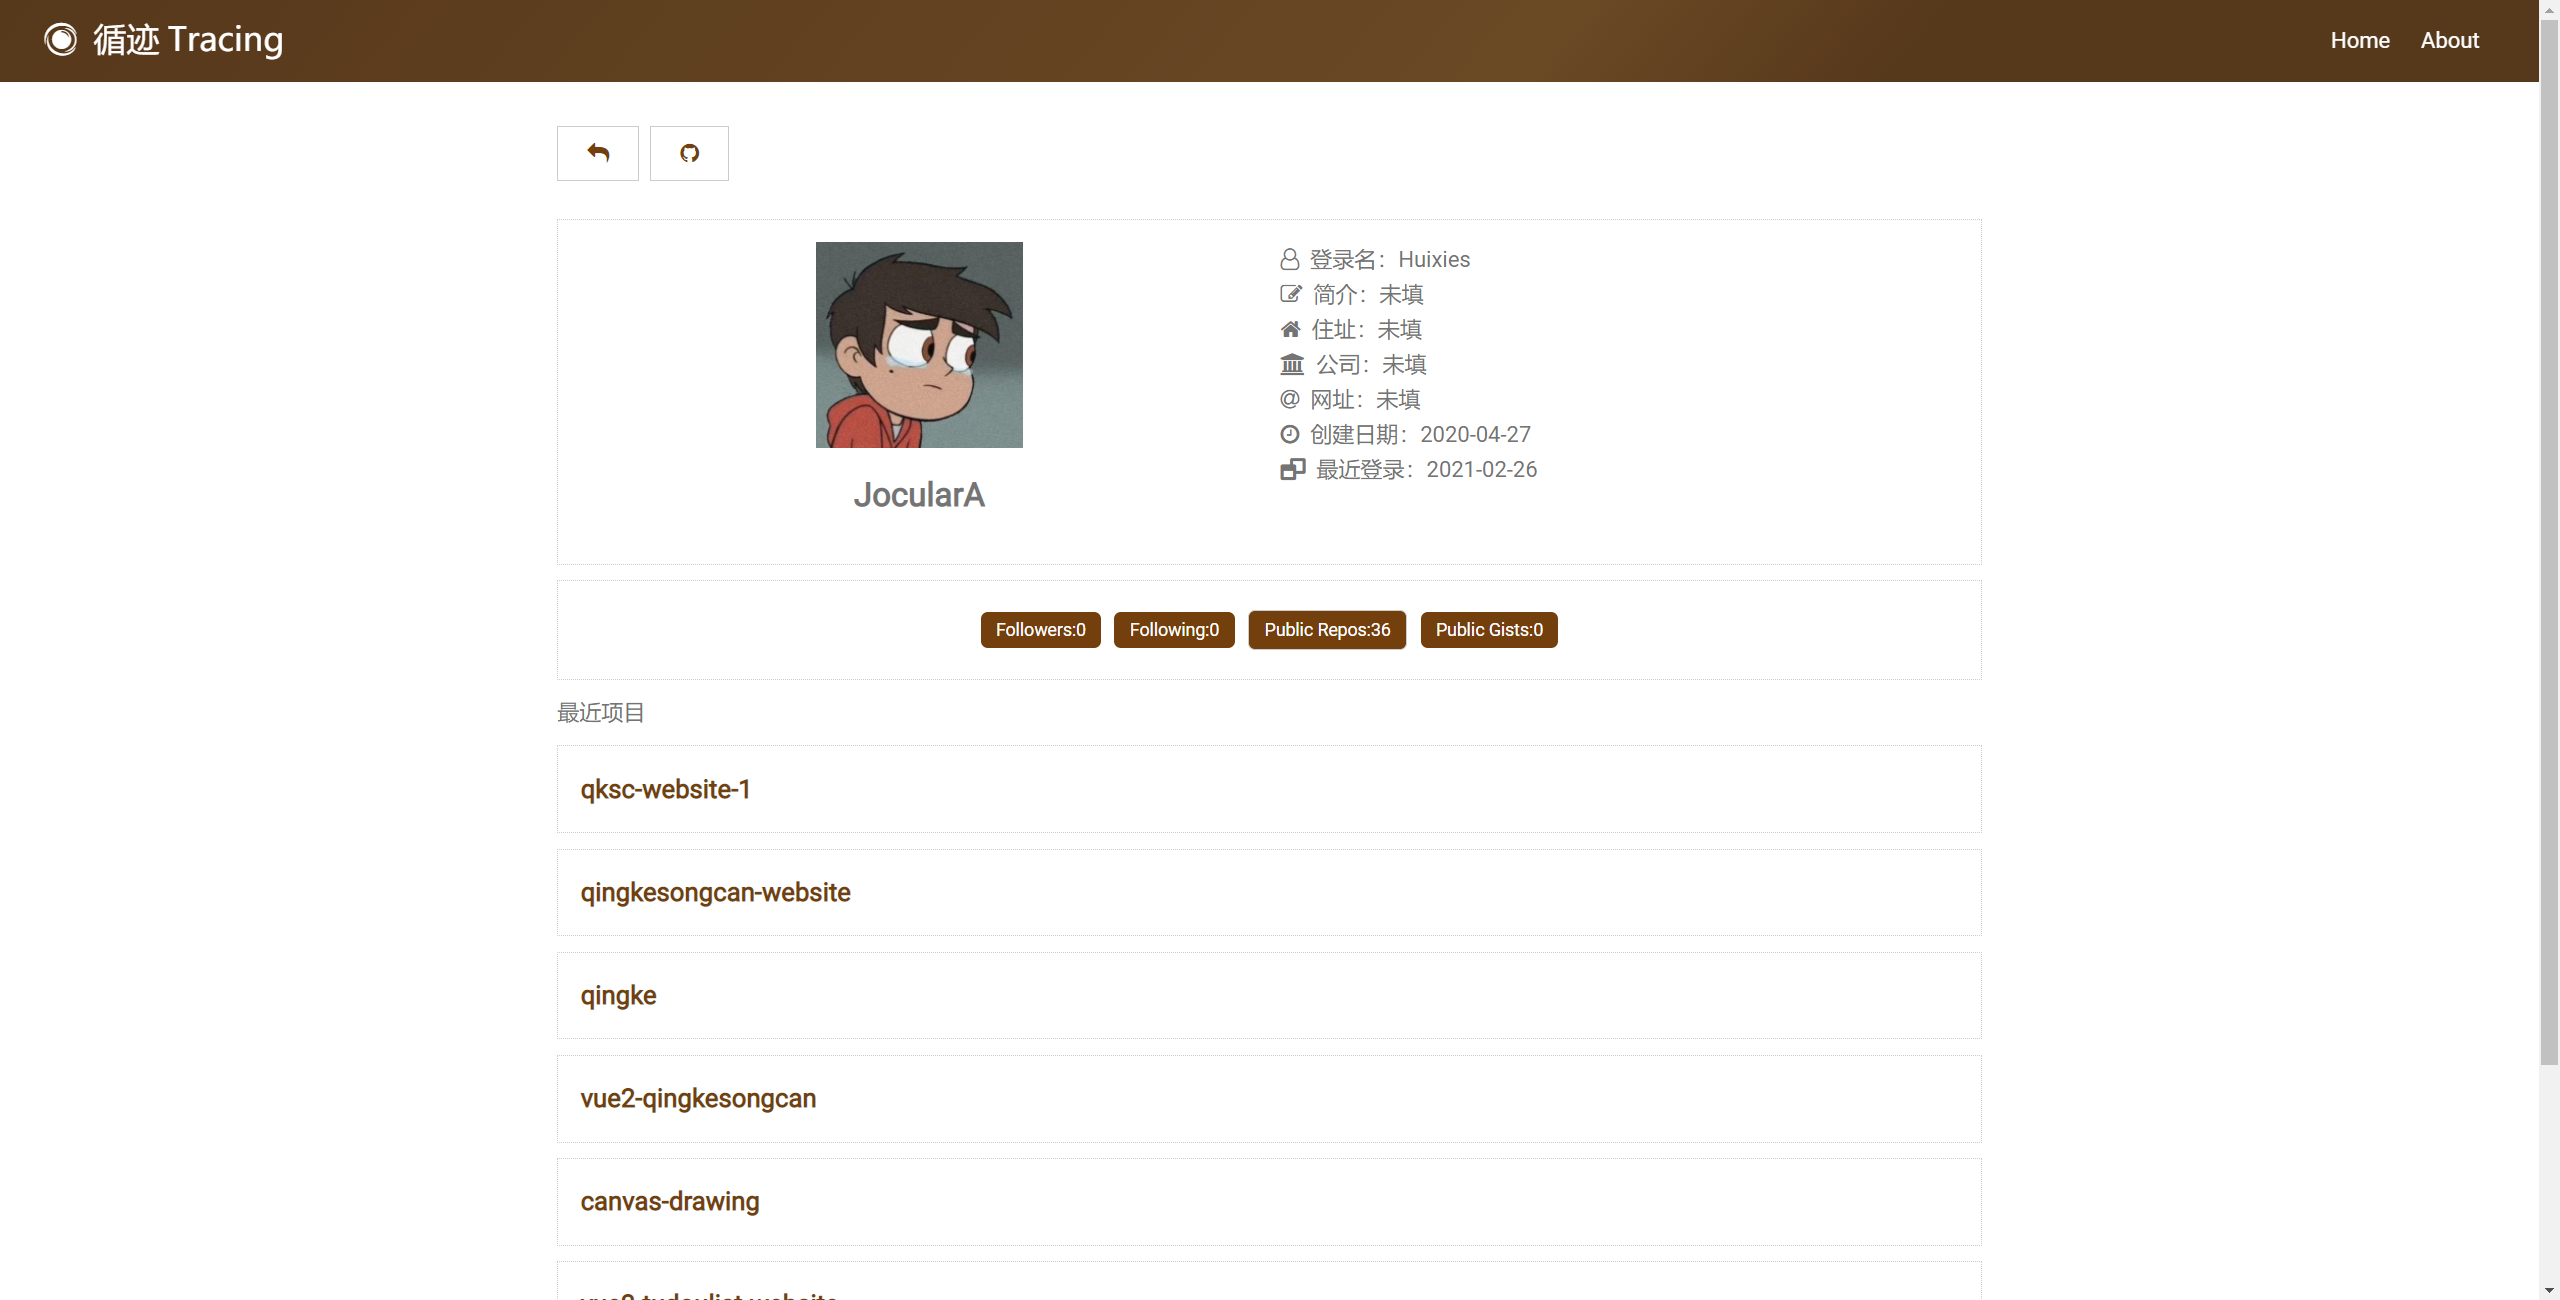 循迹 Tracing
Home About
登录名：Huixies
简介：未填
住址：未填
公司：未填
@ 网址：未填
创建日期：2020-04-27
最近登录：2021-02-26
JocularA
Followers:0 Following:0 Public Repos:36 Public Gists:0
最近项目
qksc-website-1
qingkesongcan-website
qingke
vue2-qingkesongcan
canvas-drawing